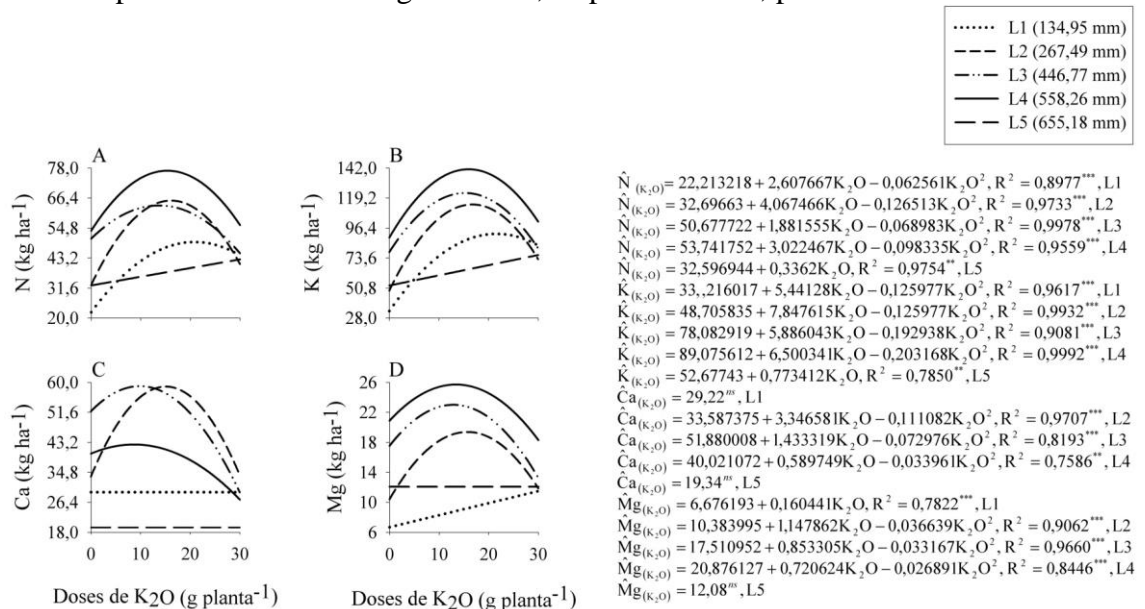 L1 (134,95 mm)
L2 (267,49 mm)
L3 (446,77 mm)
L4 (558,26 mm)
L5 (655,18 mm)
A
78,0
66,4
54,8
43,2
31,6
20,0
N (kg ha⁻¹)
B
142,0
119,2
96,4
73,6
50,8
28,0
K (kg ha⁻¹)
C
60,0
51,6
43,2
34,8
26,4
18,0
Ca (kg ha⁻¹)
0 10 20 30
Doses de K₂O (g planta⁻¹)
D
26
22
18
14
10
6
Mg (kg ha⁻¹)
0 10 20 30
Doses de K₂O (g planta⁻¹)
N̂(K₂O) = 22,213218 + 2,607667K₂O − 0,062561K₂O², R² = 0,8977***, L1
N̂(K₂O) = 32,69663 + 4,067466K₂O − 0,126513K₂O², R² = 0,9733***, L2
N̂(K₂O) = 50,677722 + 1,881555K₂O − 0,068983K₂O², R² = 0,9978***, L3
N̂(K₂O) = 53,741752 + 3,022467K₂O − 0,098335K₂O², R² = 0,9559***, L4
N̂(K₂O) = 32,596944 + 0,3362K₂O, R² = 0,9754**, L5
K̂(K₂O) = 33,,216017 + 5,44128K₂O − 0,125977K₂O², R² = 0,9617***, L1
K̂(K₂O) = 48,705835 + 7,847615K₂O − 0,125977K₂O², R² = 0,9932***, L2
K̂(K₂O) = 78,082919 + 5,886043K₂O − 0,192938K₂O², R² = 0,9081***, L3
K̂(K₂O) = 89,075612 + 6,500341K₂O − 0,203168K₂O², R² = 0,9992***, L4
K̂(K₂O) = 52,67743 + 0,773412K₂O, R² = 0,7850**, L5
Ĉa(K₂O) = 29,22ⁿˢ, L1
Ĉa(K₂O) = 33,587375 + 3,346581K₂O − 0,111082K₂O², R² = 0,9707***, L2
Ĉa(K₂O) = 51,880008 + 1,433319K₂O − 0,072976K₂O², R² = 0,8193***, L3
Ĉa(K₂O) = 40,021072 + 0,589749K₂O − 0,033961K₂O², R² = 0,7586**, L4
Ĉa(K₂O) = 19,34ⁿˢ, L5
M̂g(K₂O) = 6,676193 + 0,160441K₂O, R² = 0,7822***, L1
M̂g(K₂O) = 10,383995 + 1,147862K₂O − 0,036639K₂O², R² = 0,9062***, L2
M̂g(K₂O) = 17,510952 + 0,853305K₂O − 0,033167K₂O², R² = 0,9660***, L3
M̂g(K₂O) = 20,876127 + 0,720624K₂O − 0,026891K₂O², R² = 0,8446***, L4
M̂g(K₂O) = 12,08ⁿˢ, L5